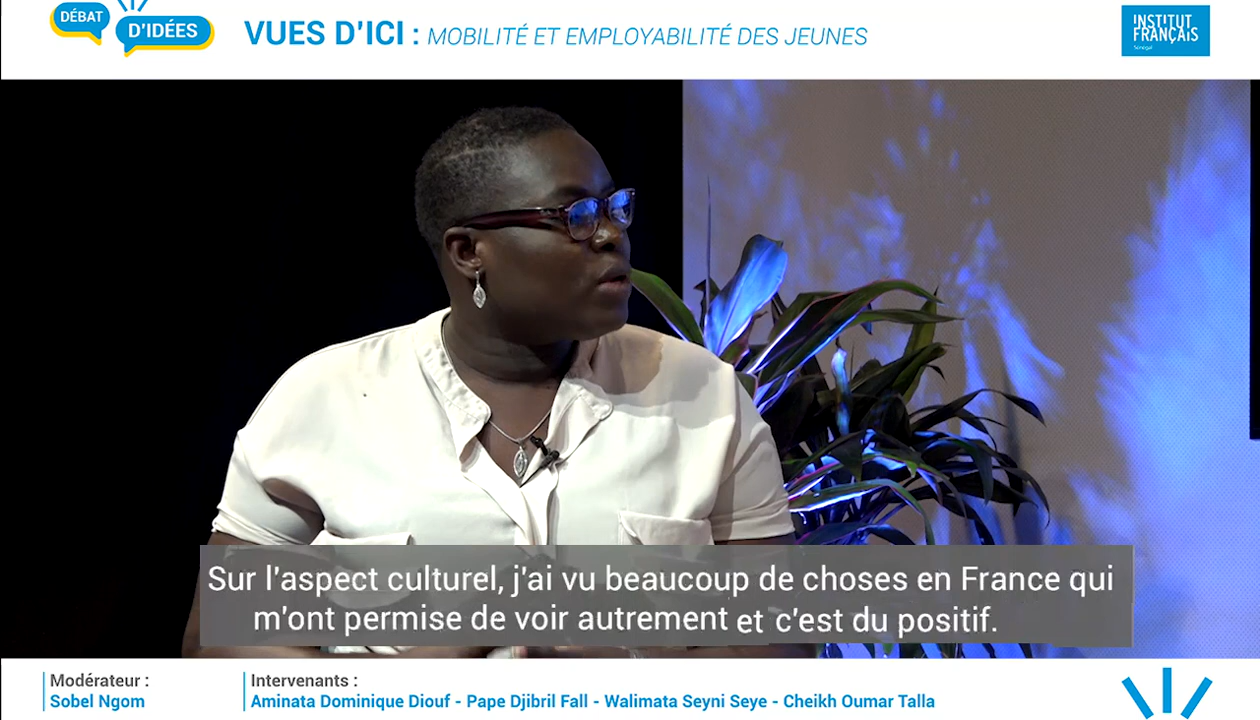 DÉBAT
D'IDÉES
VUES D'ICI : MOBILITÉ ET EMPLOYABILITÉ DES JEUNES
INSTITUT
FRANÇAIS
Sénégal
Sur l'aspect culturel, j'ai vu beaucoup de choses en France qui
m'ont permise de voir autrement et c'est du positif.
Modérateur :
Sobel Ngom
Intervenants :
Aminata Dominique Diouf - Pape Djibril Fall - Walimata Seyni Seye - Cheikh Oumar Talla